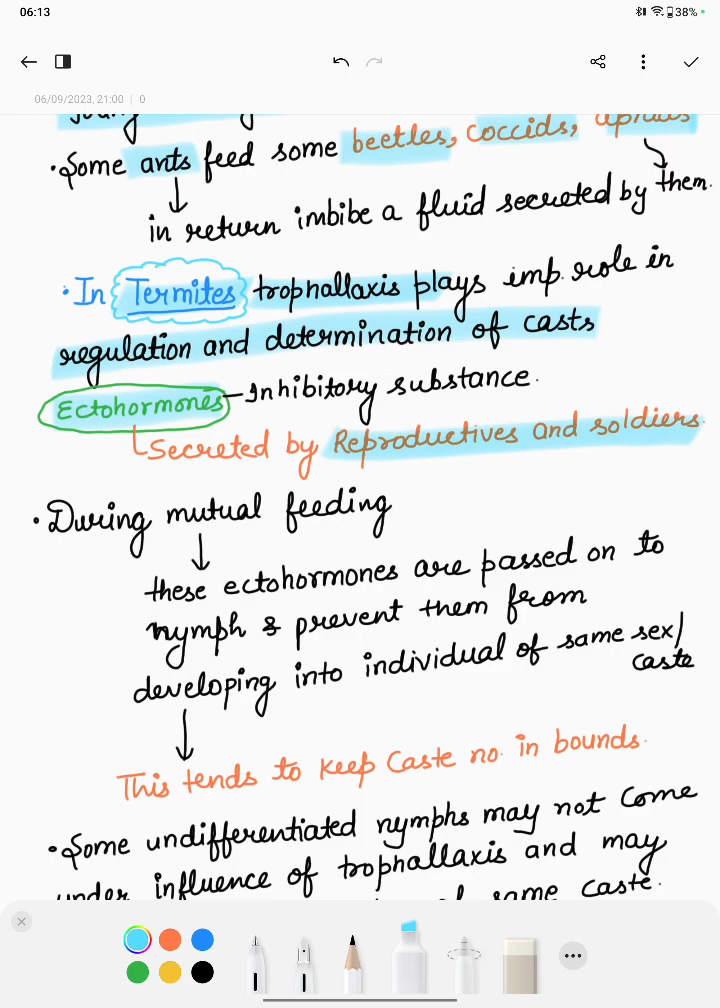 06:13
38%
06/09/2023, 21:00 | 0
• Some ants feed some beetles, coccids, aphids
in return imbibe a fluid secreted by them.
• In Termites trophallaxis plays imp. role in
regulation and determination of casts
Ectohormones - Inhibitory substance.
Secreted by Reproductives and soldiers.
• During mutual feeding
these ectohormones are passed on to
nymph & prevent them from
developing into individual of same sex/
caste
This tends to keep Caste no. in bounds.
• Some undifferentiated nymphs may not come
under influence of trophallaxis and may
of same caste.